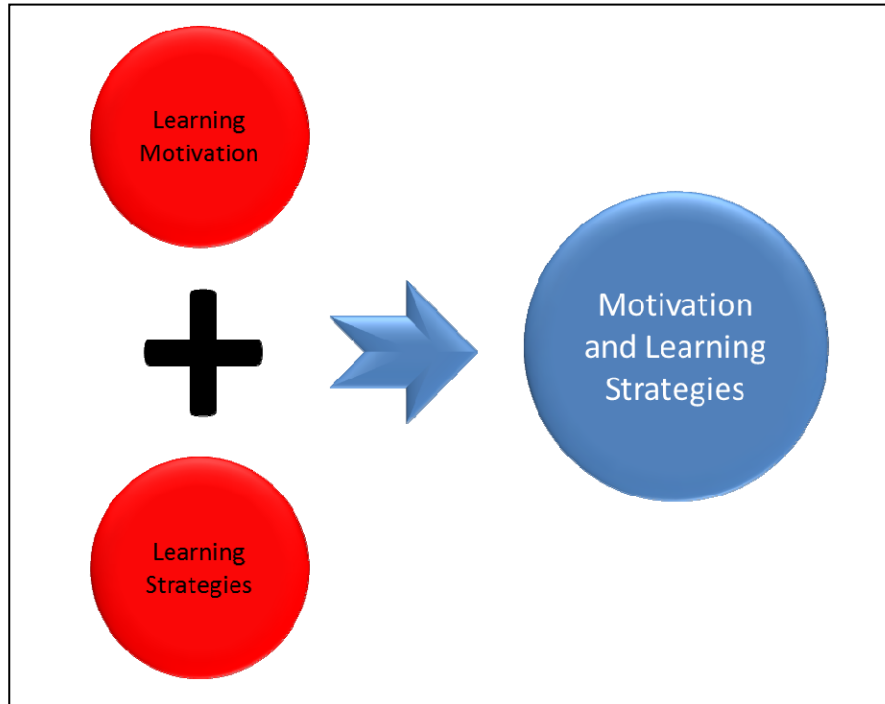 Learning
Motivation
Learning
Strategies
Motivation
and Learning
Strategies